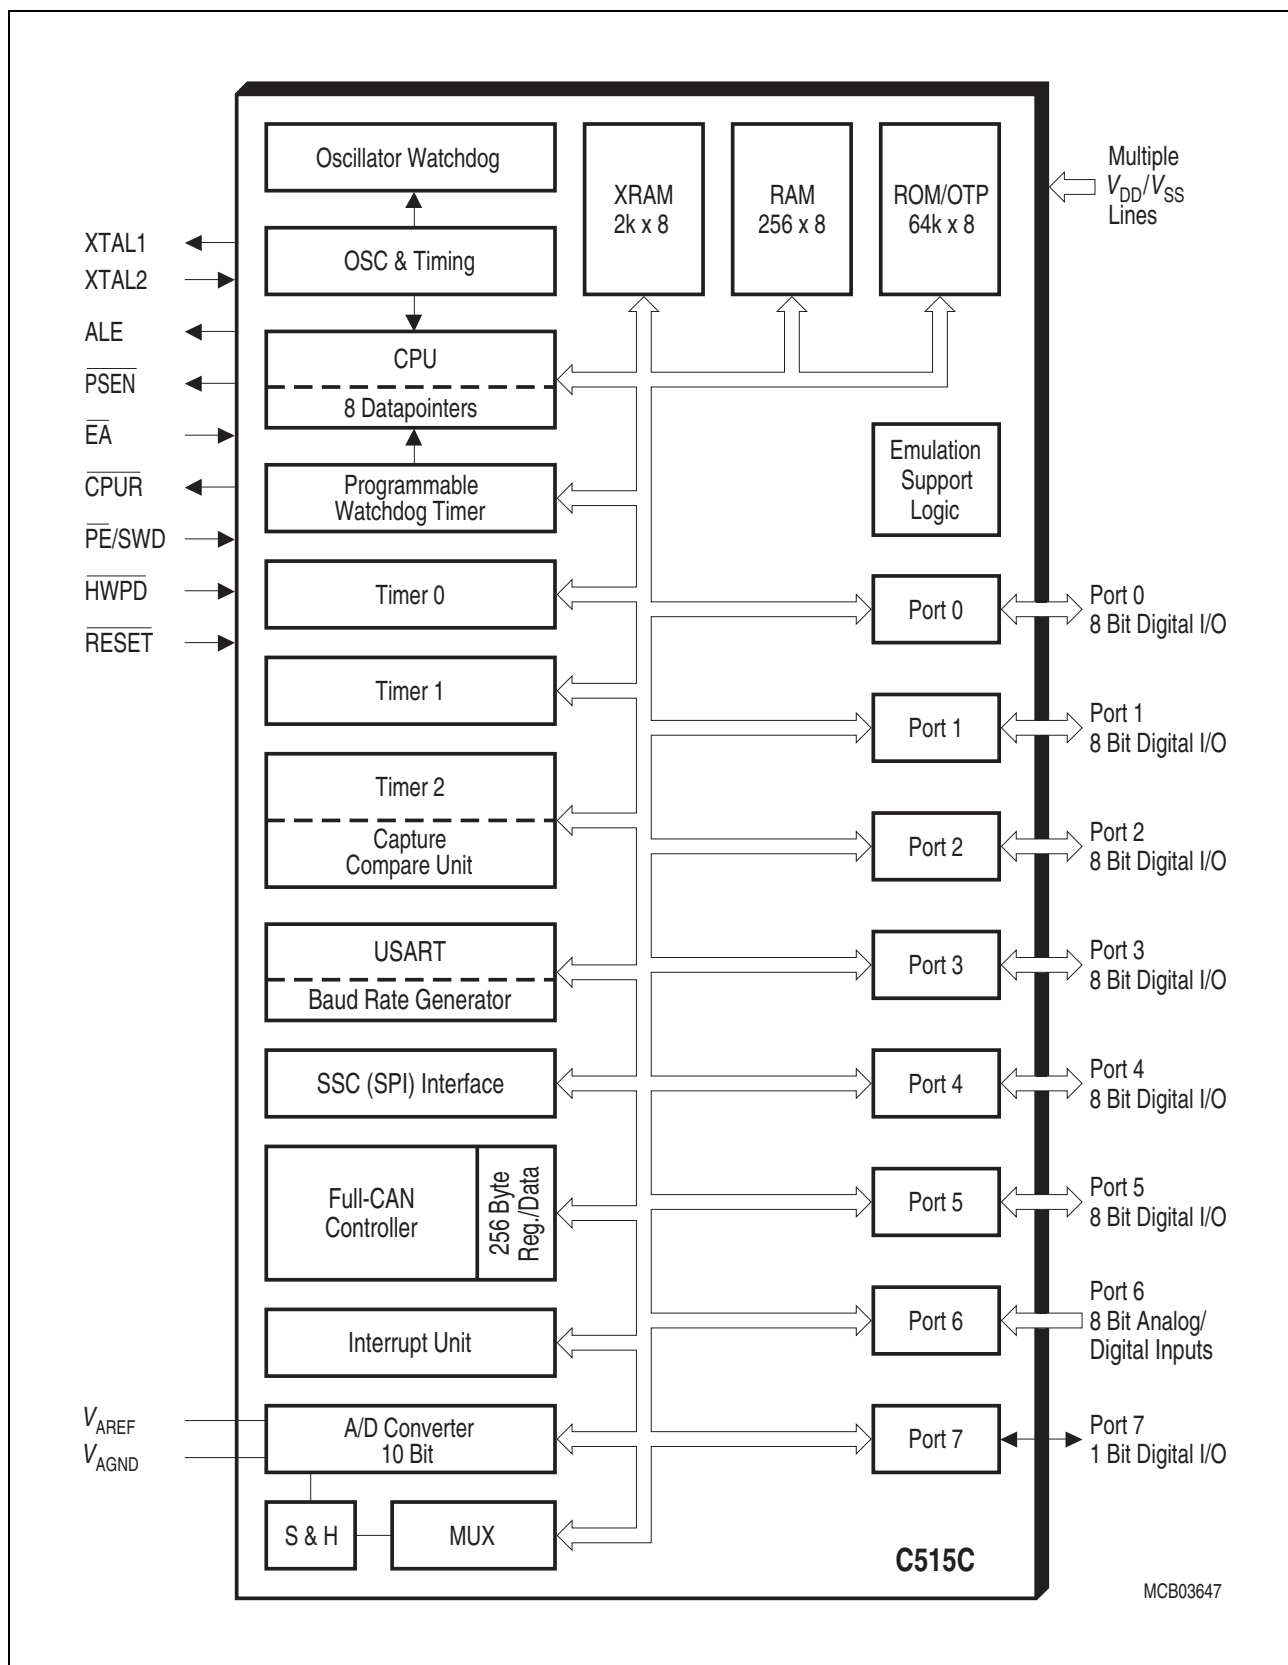 Oscillator Watchdog
OSC & Timing
CPU
8 Datapointers
Programmable
Watchdog Timer
Timer 0
Timer 1
Timer 2
Capture
Compare Unit
USART
Baud Rate Generator
SSC (SPI) Interface
Full-CAN
Controller
256 Byte
Reg./Data
Interrupt Unit
A/D Converter
10 Bit
S & H
MUX
XRAM
2k x 8
RAM
256 x 8
ROM/OTP
64k x 8
Emulation
Support
Logic
Port 0
Port 1
Port 2
Port 3
Port 4
Port 5
Port 6
Port 7
C515C
XTAL1
XTAL2
ALE
PSEN
EA
CPUR
PE/SWD
HWPD
RESET
VAREF
VAGND
Multiple
VDD/VSS
Lines
Port 0
8 Bit Digital I/O
Port 1
8 Bit Digital I/O
Port 2
8 Bit Digital I/O
Port 3
8 Bit Digital I/O
Port 4
8 Bit Digital I/O
Port 5
8 Bit Digital I/O
Port 6
8 Bit Analog/
Digital Inputs
Port 7
1 Bit Digital I/O
MCB03647